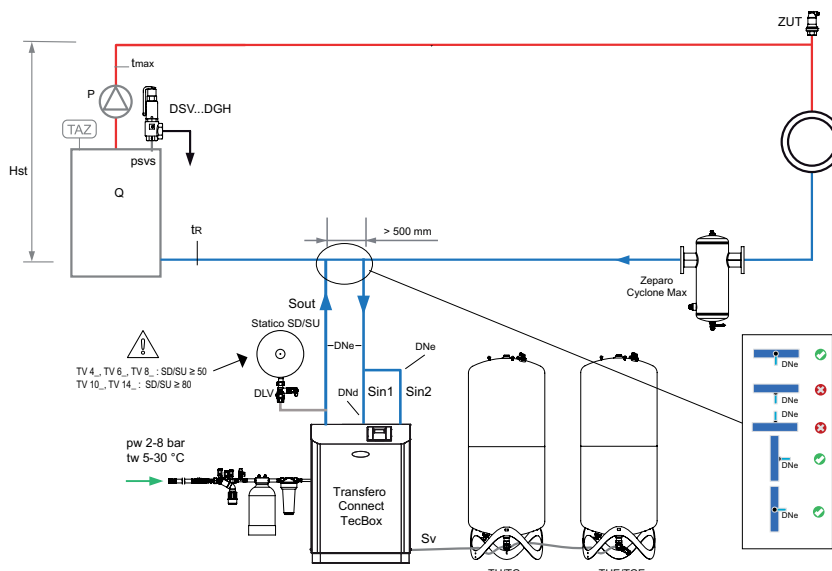 ZUT
tmax
P
DSV...DGH
TAZ
psvs
Hst
Q
tR
> 500 mm
Zeparo
Cyclone Max
Sout
Statico SD/SU
DNe
DNe
TV 4_, TV 6_, TV 8_ : SD/SU ≥ 50
TV 10_, TV 14_ : SD/SU ≥ 80
DLV
DNd
Sin1
Sin2
DNe
DNe
DNe
DNe
DNe
pw 2-8 bar
tw 5-30 °C
Transfero
Connect
TecBox
Sv